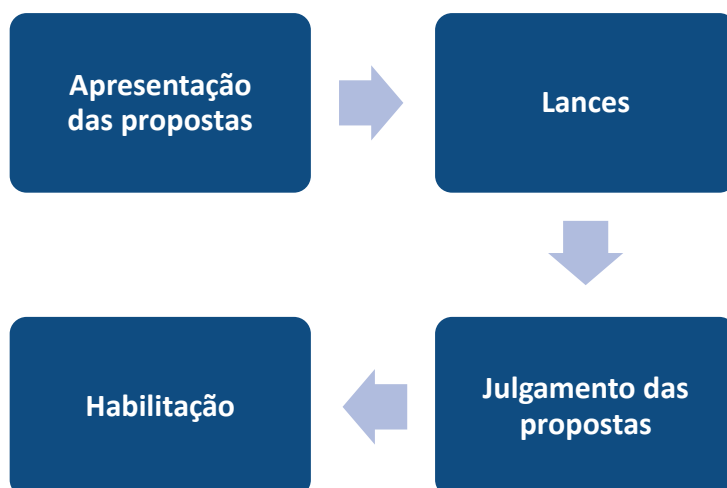 Apresentação
das propostas
Lances
Julgamento das
propostas
Habilitação